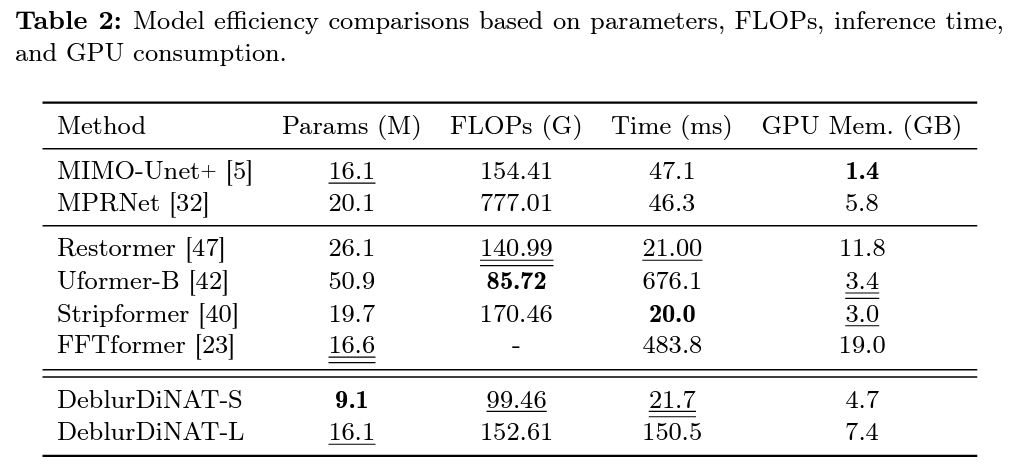 Table 2: Model efficiency comparisons based on parameters, FLOPs, inference time,
and GPU consumption.
Method Params (M) FLOPs (G) Time (ms) GPU Mem. (GB)
MIMO-Unet+ [5] 16.1 154.41 47.1 1.4
MPRNet [32] 20.1 777.01 46.3 5.8
Restormer [47] 26.1 140.99 21.00 11.8
Uformer-B [42] 50.9 85.72 676.1 3.4
Stripformer [40] 19.7 170.46 20.0 3.0
FFTformer [23] 16.6 - 483.8 19.0
DeblurDiNAT-S 9.1 99.46 21.7 4.7
DeblurDiNAT-L 16.1 152.61 150.5 7.4